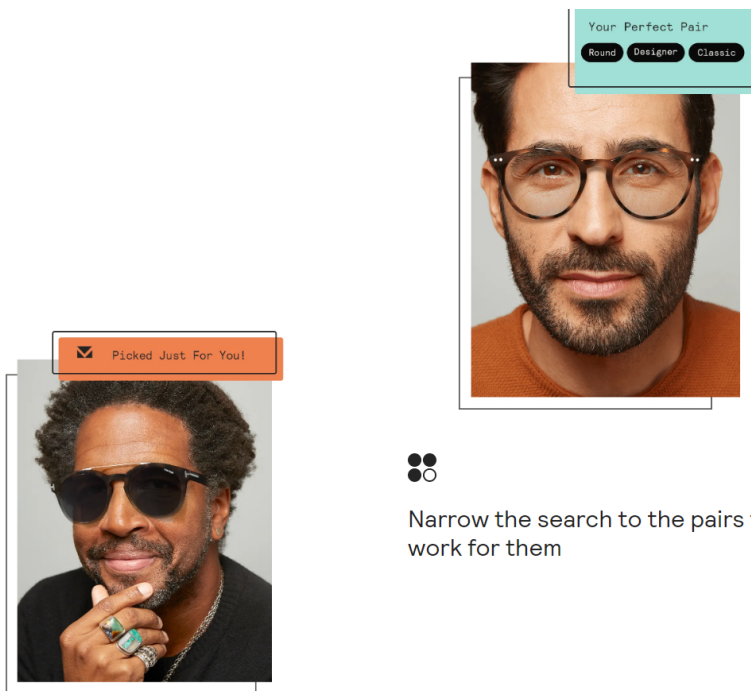 Your Perfect Pair
Round Designer Classic
Picked Just For You!
Narrow the search to the pairs
work for them